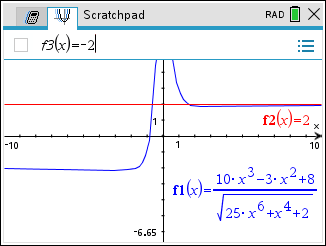 Scratchpad RAD
f3(x)=-2
1
-10 1 10
f2(x)=2
x
f1(x)=10·x³-3·x²+8/√25·x⁶+x⁴+2
-6.65